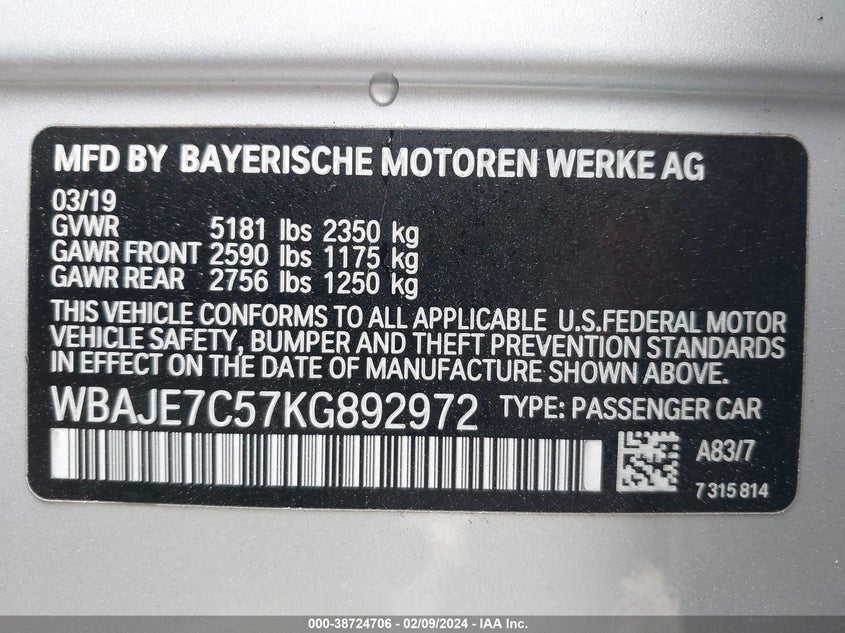 MFD BY BAYERISCHE MOTOREN WERKE AG
03/19
GVWR 5181 lbs 2350 kg
GAWR FRONT 2590 lbs 1175 kg
GAWR REAR 2756 lbs 1250 kg
THIS VEHICLE CONFORMS TO ALL APPLICABLE U.S.FEDERAL MOTOR
VEHICLE SAFETY, BUMPER AND THEFT PREVENTION STANDARDS
IN EFFECT ON THE DATE OF MANUFACTURE SHOWN ABOVE.
WBAJE7C57KG892972 TYPE: PASSENGER CAR
A83/7
7 315 814
000-38724706 - 02/09/2024 - IAA Inc.